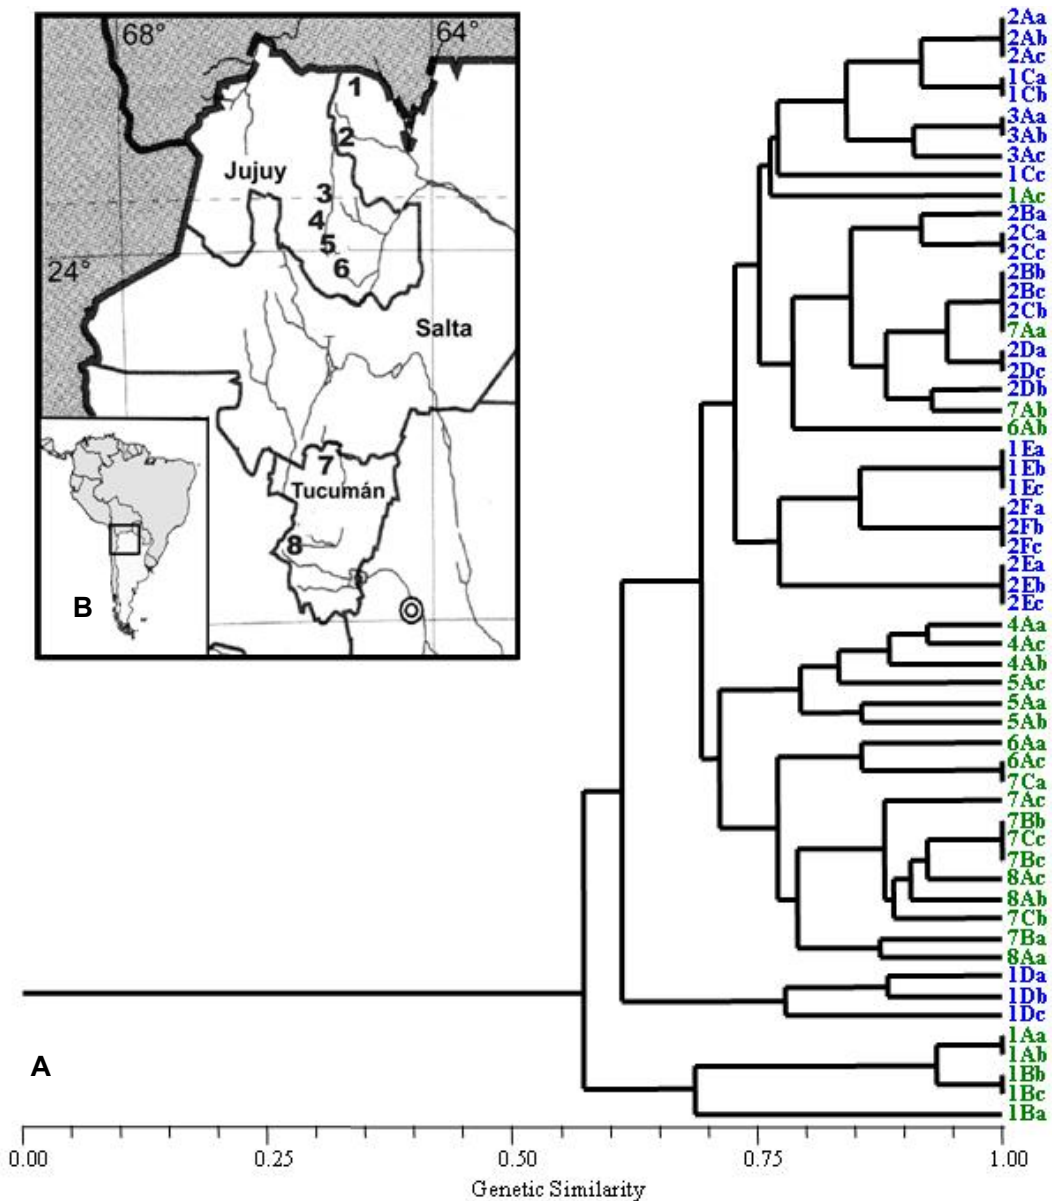 68°
64°
1
2
Jujuy
3
4
5
24°
6
Salta
7
Tucumán
8
B
2Aa
2Ab
2Ac
1Ca
1Cb
3Aa
3Ab
3Ac
1Cc
1Ac
2Ba
2Ca
2Cc
2Bb
2Bc
2Cb
7Aa
2Da
2Dc
2Db
7Ab
6Ab
1Ea
1Eb
1Ec
2Fa
2Fb
2Fc
2Ea
2Eb
2Ec
4Aa
4Ac
4Ab
5Ac
5Aa
5Ab
6Aa
6Ac
7Ca
7Ac
7Bb
7Cc
7Bc
8Ac
8Ab
7Cb
7Ba
8Aa
1Da
1Db
1Dc
1Aa
1Ab
1Bb
1Bc
1Ba
A
0.00 0.25 0.50 0.75 1.00
Genetic Similarity